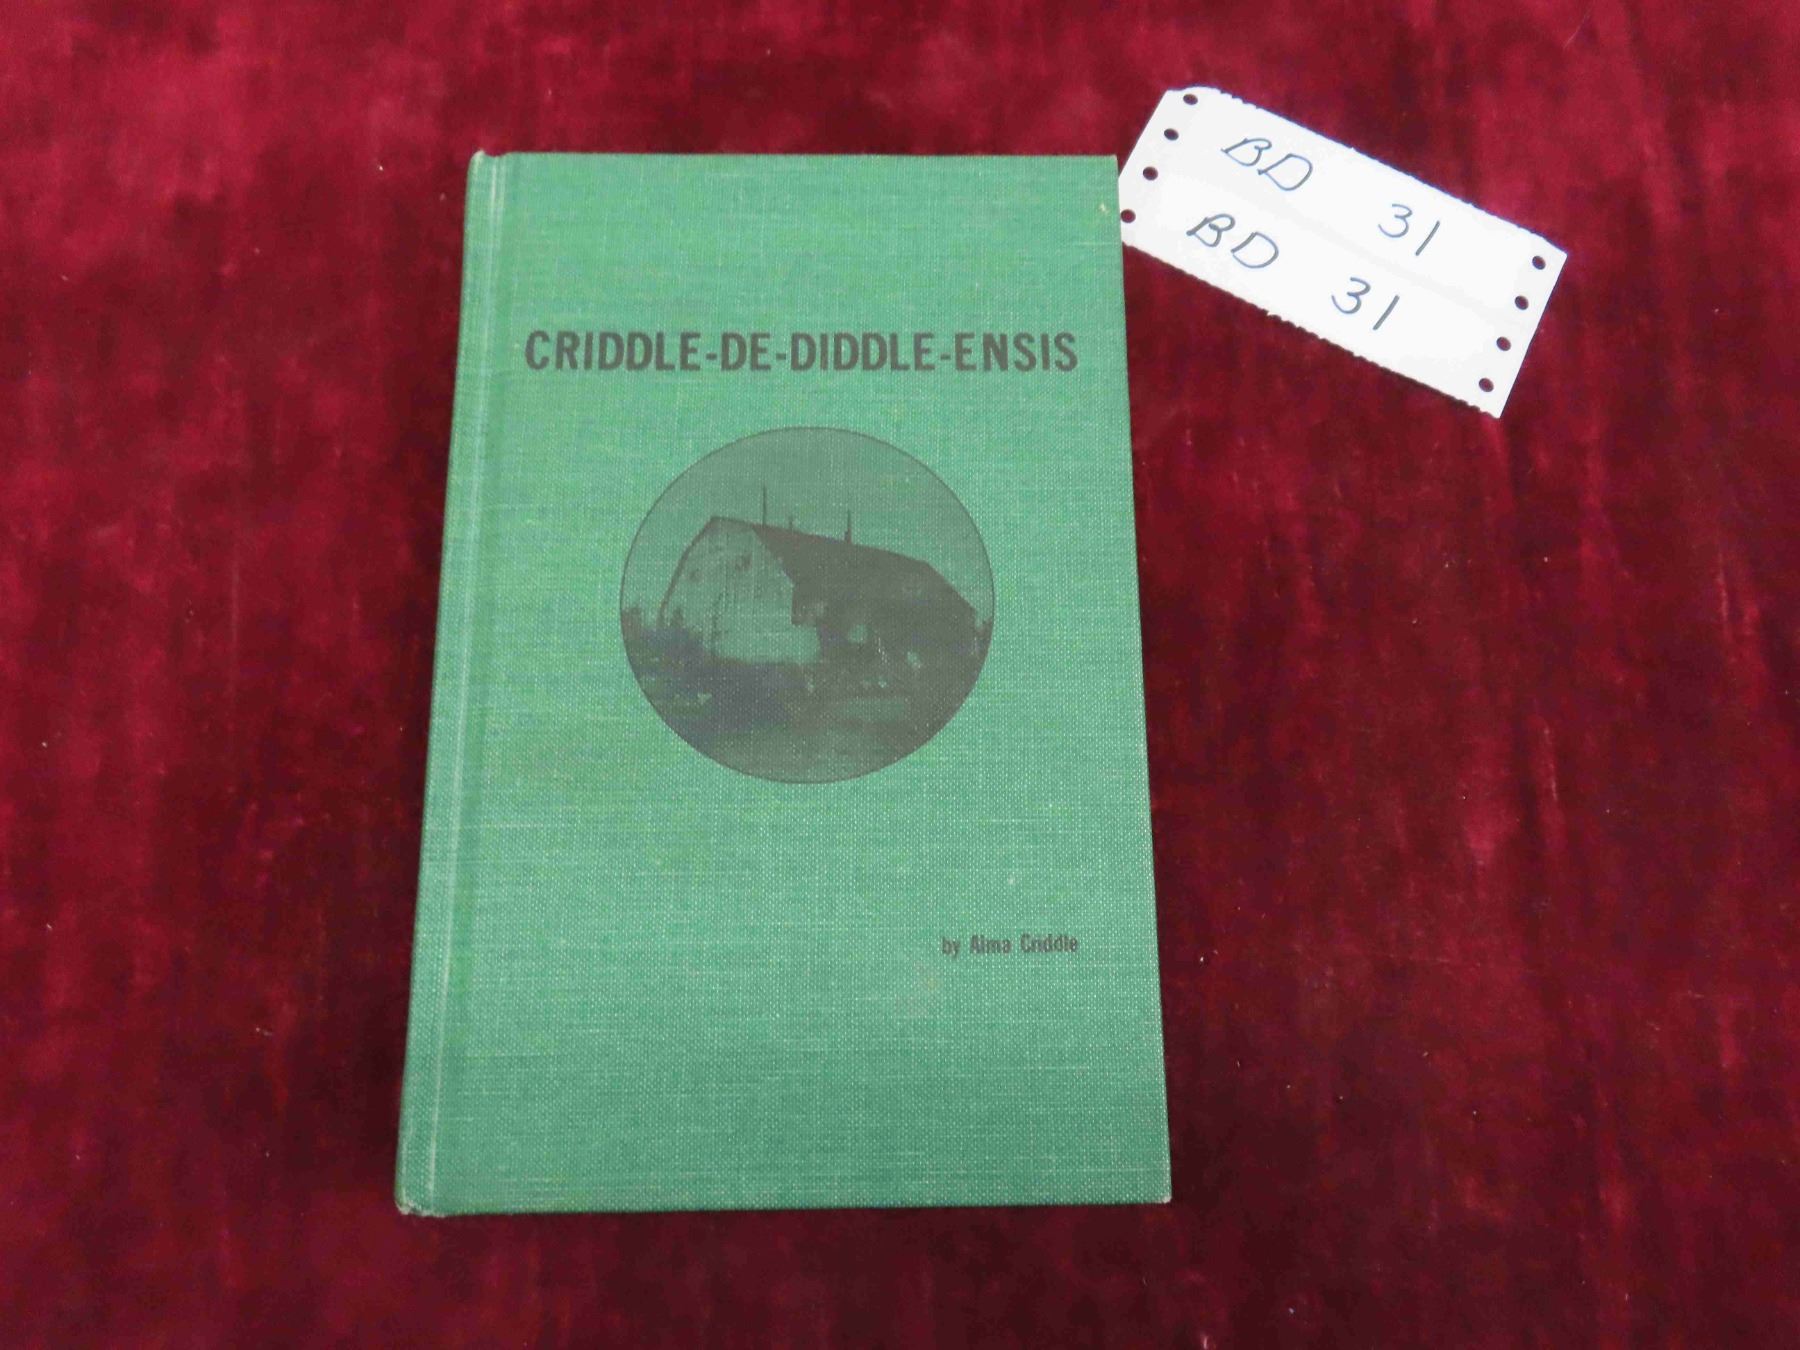 CRIDDLE-DE-DIDDLE-ENSIS
by Alma Criddle
BD 31
BD 31